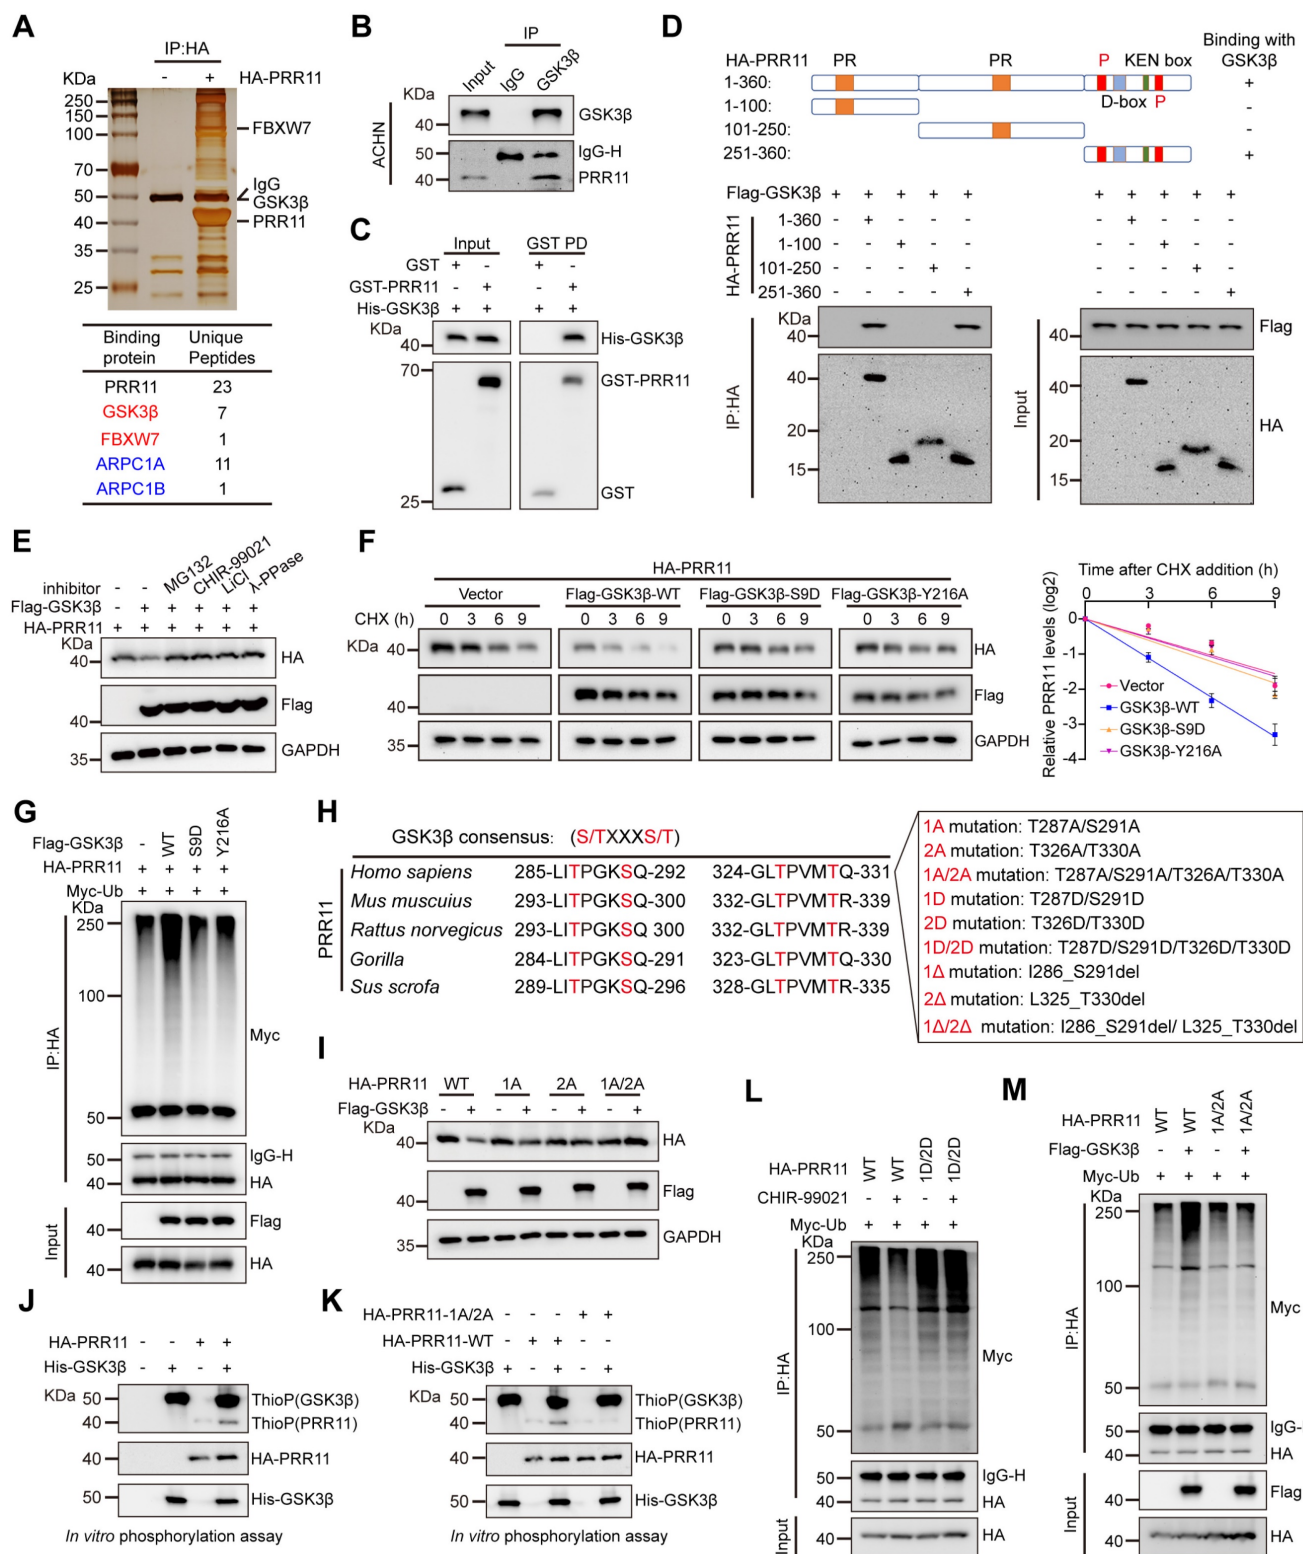 A
IP:HA
KDa - + HA-PRR11
250
150
100
70
50
40
35
25
FBXW7
IgG
GSK3β
PRR11
Binding protein Unique Peptides
PRR11 23
GSK3β 7
FBXW7 1
ARPC1A 11
ARPC1B 1
B
IP
Input IgG GSK3β
KDa
ACHN
40 GSK3β
50 IgG-H
40 PRR11
C
Input GST PD
GST + - + -
GST-PRR11 - + - +
His-GSK3β + + + +
KDa
40 His-GSK3β
70 GST-PRR11
25 GST
D
HA-PRR11 PR PR P KEN box Binding with GSK3β
1-360: +
D-box P
1-100: -
101-250: -
251-360: +
Flag-GSK3β + + + + + + + + + +
HA-PRR11
1-360 - + - - - - + - - -
1-100 - - + - - - - + - -
101-250 - - - + - - - - + -
251-360 - - - - + - - - - +
KDa
IP:HA
40
40
20
15
Input
40 Flag
40
20
15
HA
E
inhibitor - - MG132 CHIR-99021 LiCl λ-PPase
Flag-GSK3β - + + + + +
HA-PRR11 + + + + + +
KDa
40 HA
40 Flag
35 GAPDH
F
HA-PRR11
Vector Flag-GSK3β-WT Flag-GSK3β-S9D Flag-GSK3β-Y216A
CHX (h) 0 3 6 9 0 3 6 9 0 3 6 9 0 3 6 9
KDa 40 HA
40 Flag
35 GAPDH
Time after CHX addition (h)
0 3 6 9
Relative PRR11 levels (log2)
0
-1
-2
-3
-4
Vector
GSK3β-WT
GSK3β-S9D
GSK3β-Y216A
G
Flag-GSK3β - WT S9D Y216A
HA-PRR11 + + + +
Myc-Ub + + + +
KDa
IP:HA
250
100
50
Myc
50 IgG-H
40 HA
Input
40 Flag
40 HA
H
GSK3β consensus: (S/TXXXS/T)
PRR11
Homo sapiens 285-LITPGKSQ-292 324-GLTPVMTQ-331
Mus muscuius 293-LITPGKSQ-300 332-GLTPVMTR-339
Rattus norvegicus 293-LITPGKSQ 300 332-GLTPVMTR-339
Gorilla 284-LITPGKSQ-291 323-GLTPVMTQ-330
Sus scrofa 289-LITPGKSQ-296 328-GLTPVMTR-335
1A mutation: T287A/S291A
2A mutation: T326A/T330A
1A/2A mutation: T287A/S291A/T326A/T330A
1D mutation: T287D/S291D
2D mutation: T326D/T330D
1D/2D mutation: T287D/S291D/T326D/T330D
1Δ mutation: I286_S291del
2Δ mutation: L325_T330del
1Δ/2Δ mutation: I286_S291del/ L325_T330del
I
HA-PRR11 WT 1A 2A 1A/2A
Flag-GSK3β - + - + - + - +
KDa
40 HA
40 Flag
35 GAPDH
J
HA-PRR11 - - + +
His-GSK3β - + - +
KDa 50 ThioP(GSK3β)
40 ThioP(PRR11)
40 HA-PRR11
50 His-GSK3β
In vitro phosphorylation assay
K
HA-PRR11-1A/2A - - - + +
HA-PRR11-WT - + + - -
His-GSK3β + - + - +
KDa 50 ThioP(GSK3β)
40 ThioP(PRR11)
40 HA-PRR11
50 His-GSK3β
In vitro phosphorylation assay
L
HA-PRR11 WT WT 1D/2D 1D/2D
CHIR-99021 - + - +
Myc-Ub + + + +
KDa
IP:HA
250
100
50
Myc
50 IgG-H
40 HA
Input
40 HA
M
HA-PRR11 WT WT 1A/2A 1A/2A
Flag-GSK3β - + - +
Myc-Ub + + + +
KDa
IP:HA
250
100
50
Myc
50 IgG-
40 HA
Input
40 Flag
40 HA